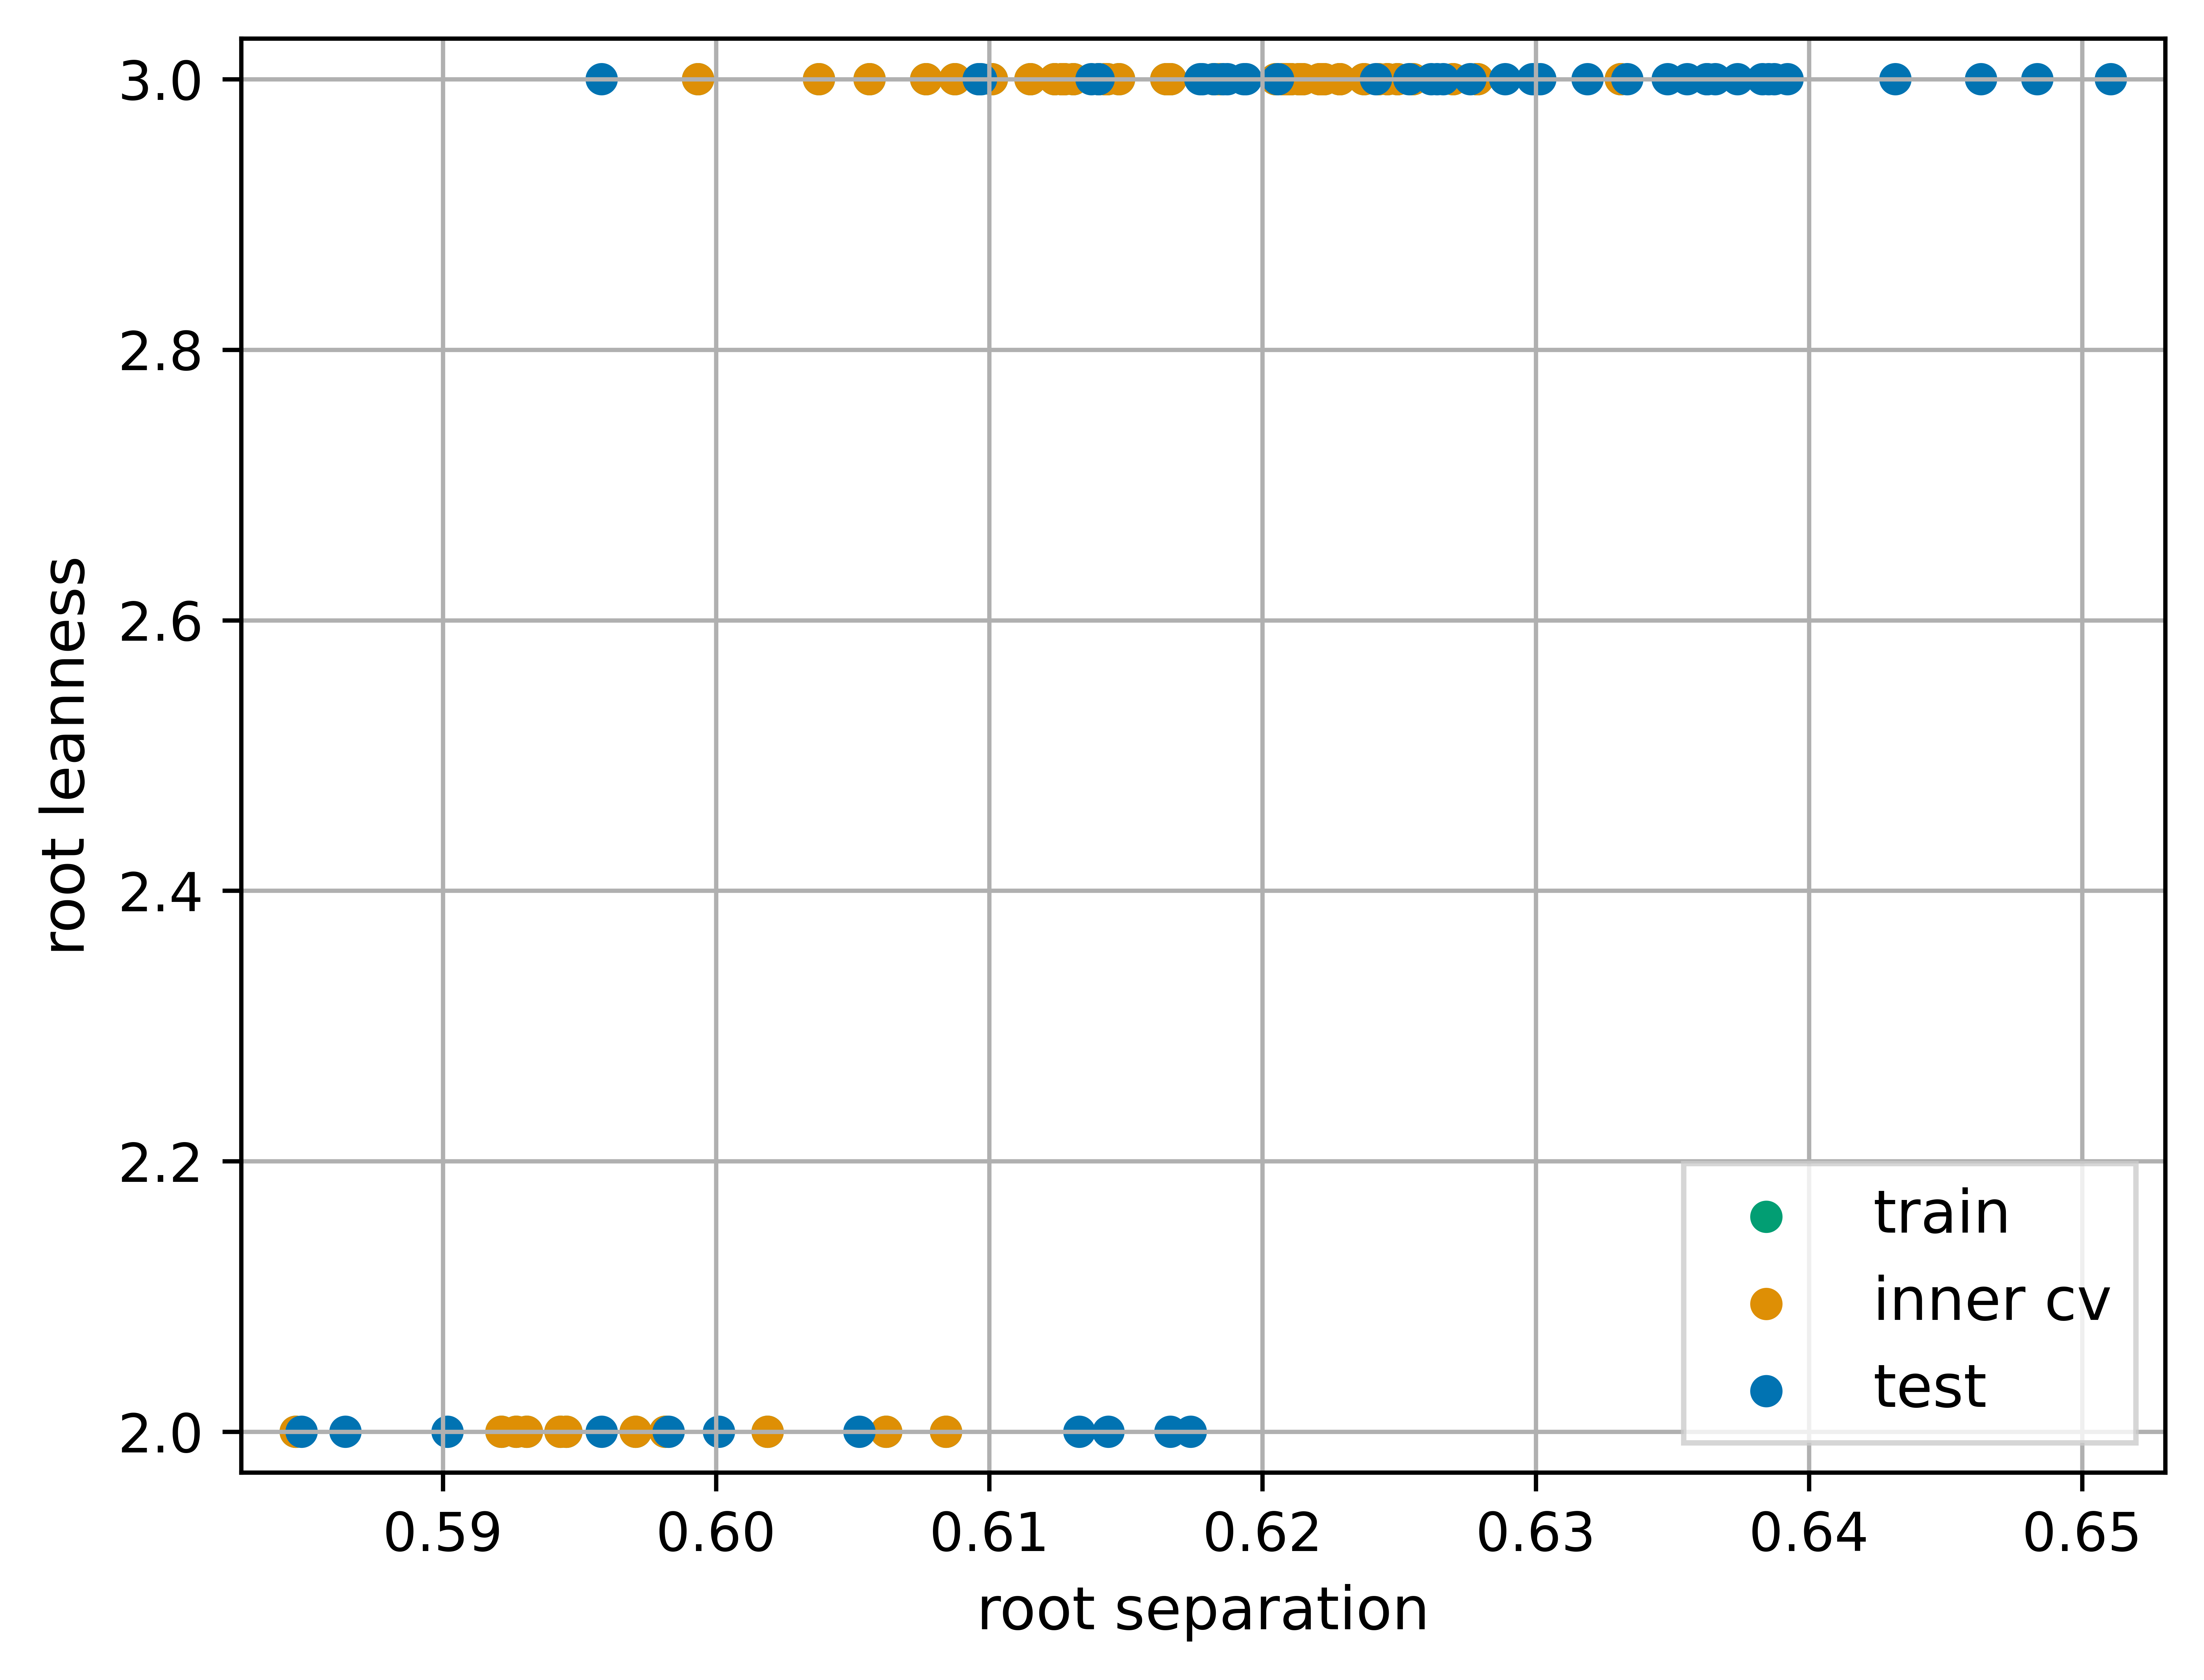 3.0
2.8
2.6
2.4
2.2
2.0
root leanness
train
inner cv
test
0.59 0.60 0.61 0.62 0.63 0.64 0.65
root separation